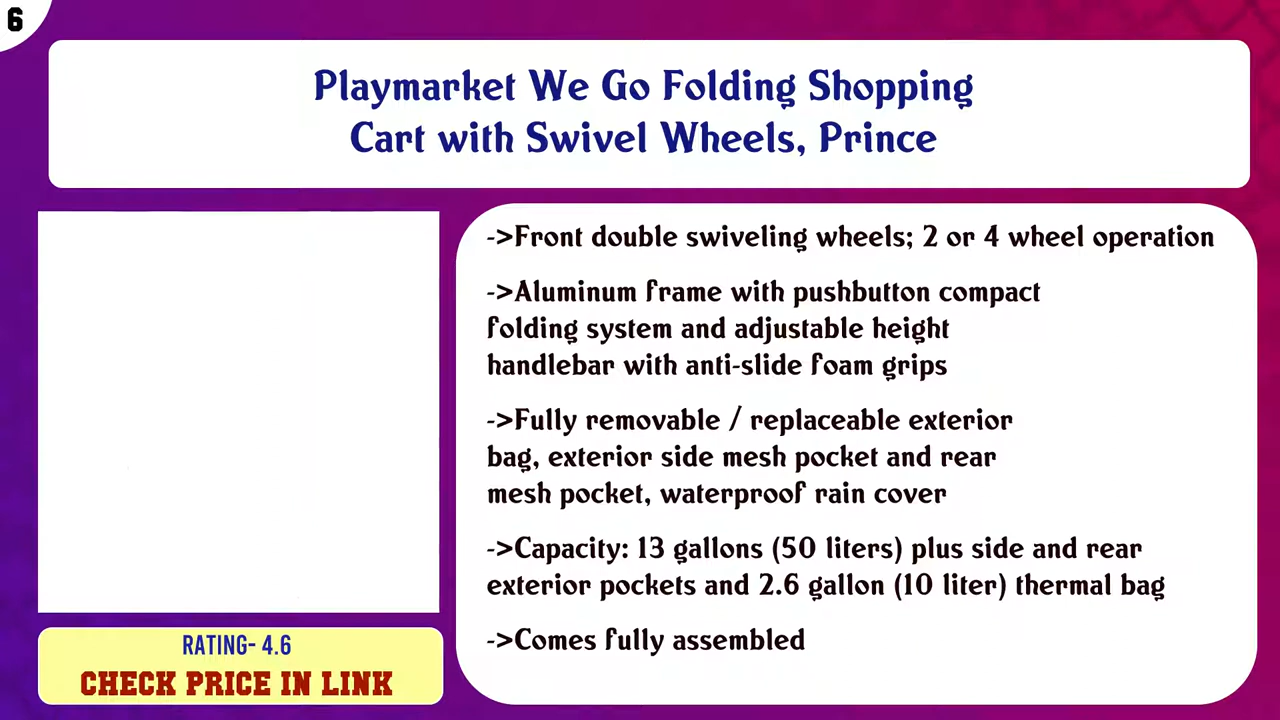 6
Playmarket We Go Folding Shopping
Cart with Swivel Wheels, Prince
->Front double swiveling wheels; 2 or 4 wheel operation
->Aluminum frame with pushbutton compact
folding system and adjustable height
handlebar with anti-slide foam grips
->Fully removable / replaceable exterior
bag, exterior side mesh pocket and rear
mesh pocket, waterproof rain cover
->Capacity: 13 gallons (50 liters) plus side and rear
exterior pockets and 2.6 gallon (10 liter) thermal bag
->Comes fully assembled
RATING- 4.6
CHECK PRICE IN LINK